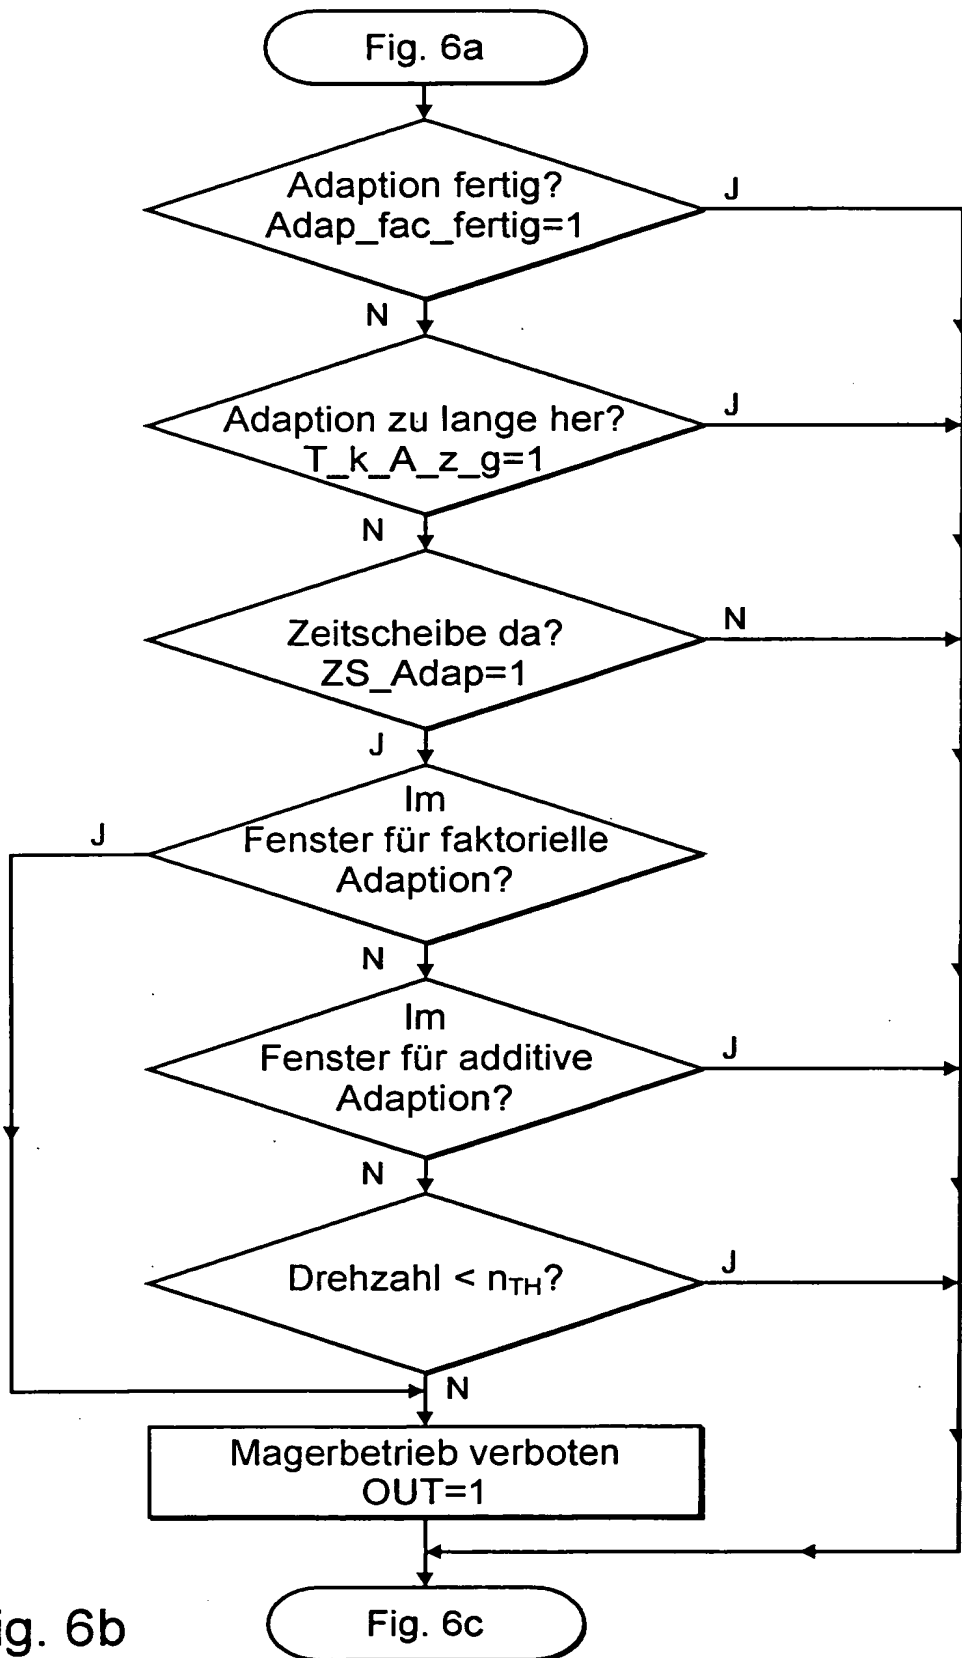 Fig. 6a
Adaption fertig?
Adap_fac_fertig=1
J
N
Adaption zu lange her?
T_k_A_z_g=1
J
N
Zeitscheibe da?
ZS_Adap=1
N
J
Im
Fenster für faktorielle
Adaption?
J
N
Im
Fenster für additive
Adaption?
J
N
Drehzahl < nTH?
J
N
Magerbetrieb verboten
OUT=1
Fig. 6c
ig. 6b